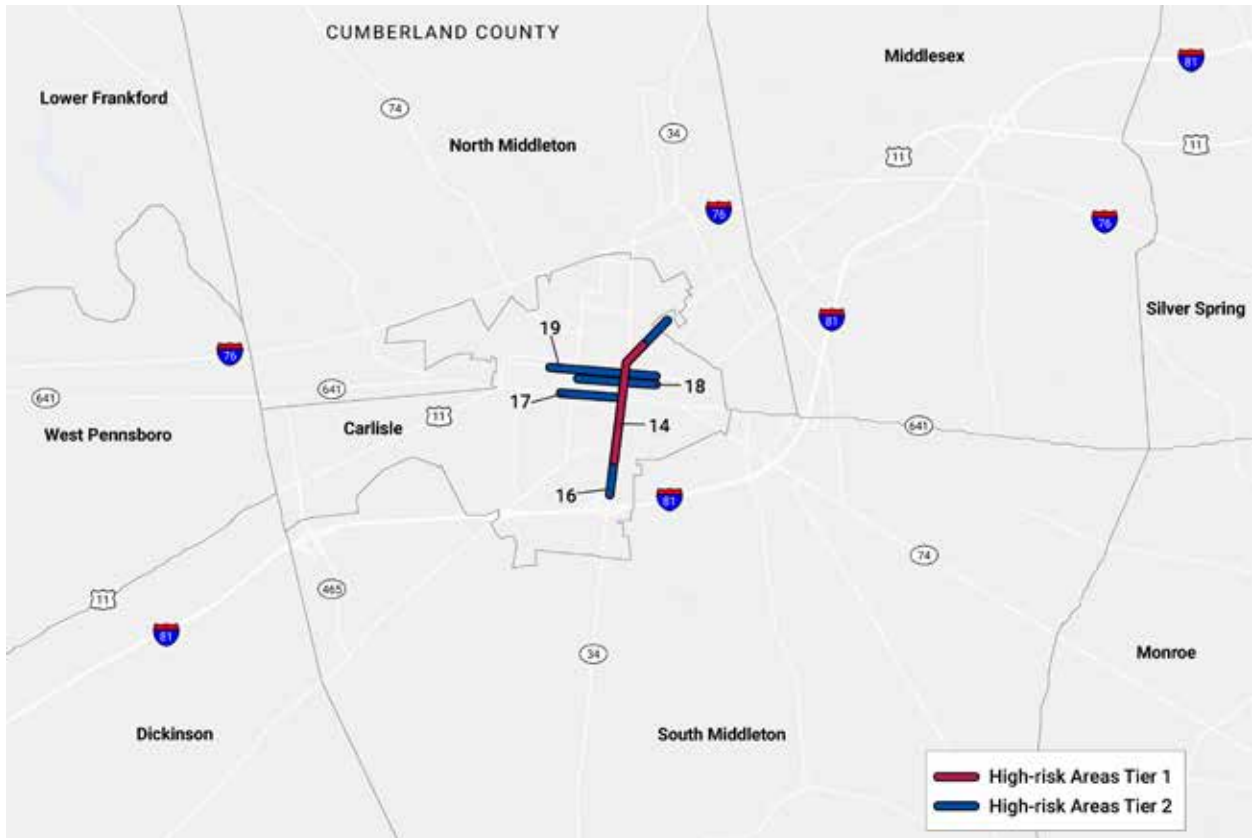 CUMBERLAND COUNTY
Middlesex
81
Lower Frankford
74
34
North Middleton
11
11
76
76
Silver Spring
81
19
76
641
18
641
17
11
West Pennsboro
Carlisle
14
641
16
81
74
465
11
81
34
Monroe
Dickinson
South Middleton
High-risk Areas Tier 1
High-risk Areas Tier 2